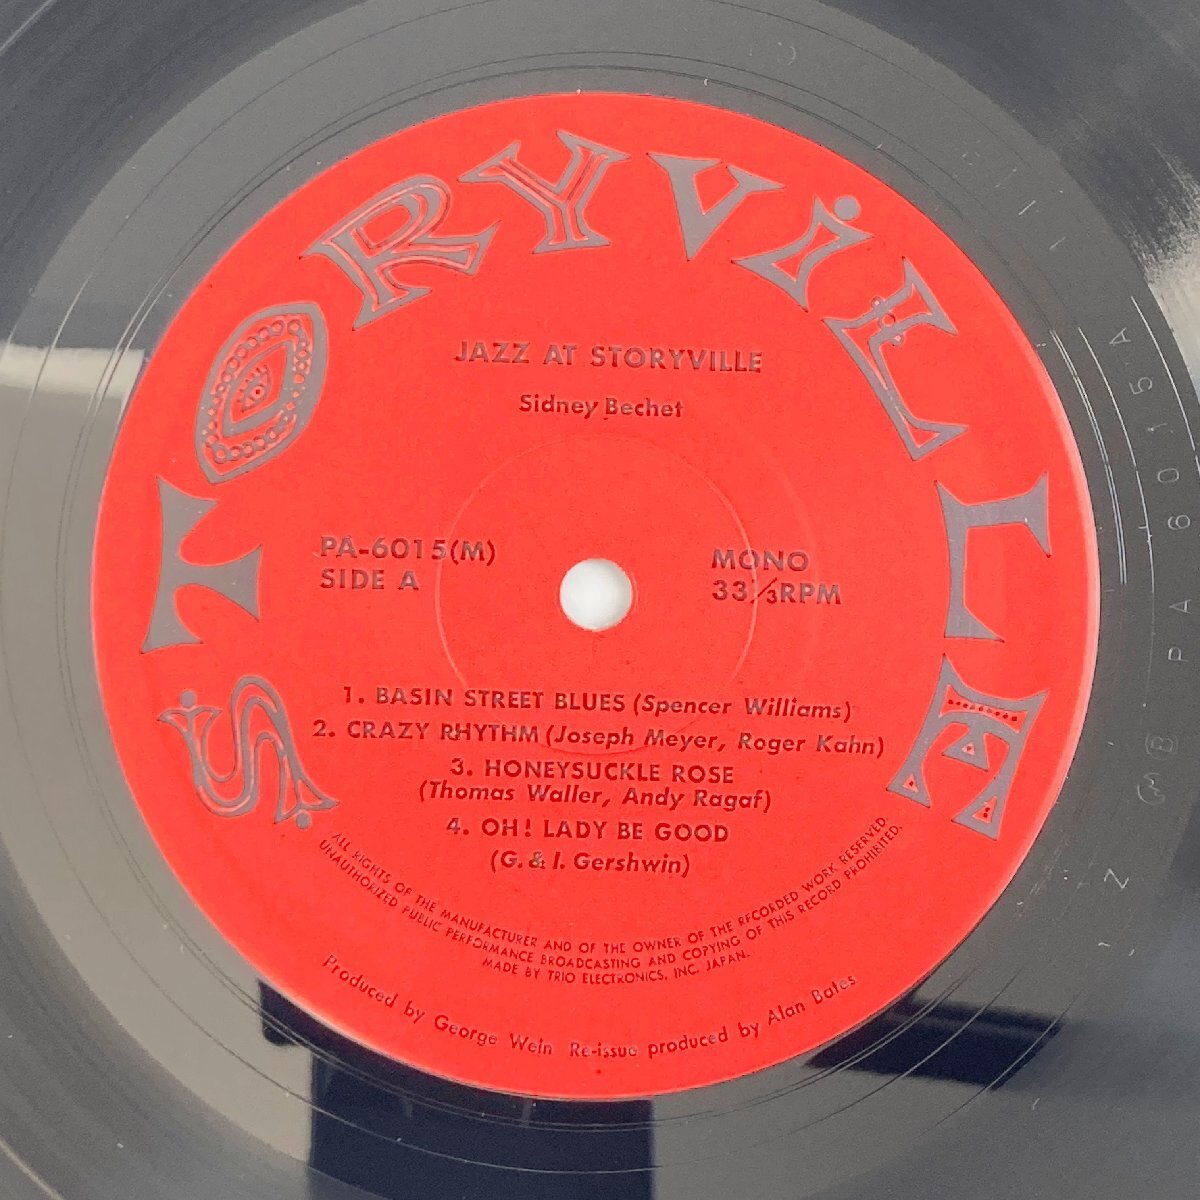 STORYVILLE
JAZZ AT STORYVILLE
Sidney Bechet
PA-6015(M)
SIDE A
MONO
33 1/3RPM
1. BASIN STREET BLUES (Spencer Williams)
2. CRAZY RHYTHM (Joseph Meyer, Roger Kahn)
3. HONEYSUCKLE ROSE
(Thomas Waller, Andy Ragaf)
4. OH! LADY BE GOOD
(G. & I. Gershwin)
ALL RIGHTS OF THE MANUFACTURER AND OF THE OWNER OF THE RECORDED WORK RESERVED.
UNAUTHORIZED PUBLIC PERFORMANCE BROADCASTING AND COPYING OF THIS RECORD PROHIBITED.
MADE BY TRIO ELECTRONICS, INC. JAPAN.
Produced by George Wein Re-issue produced by Alan Bates
PA6015A